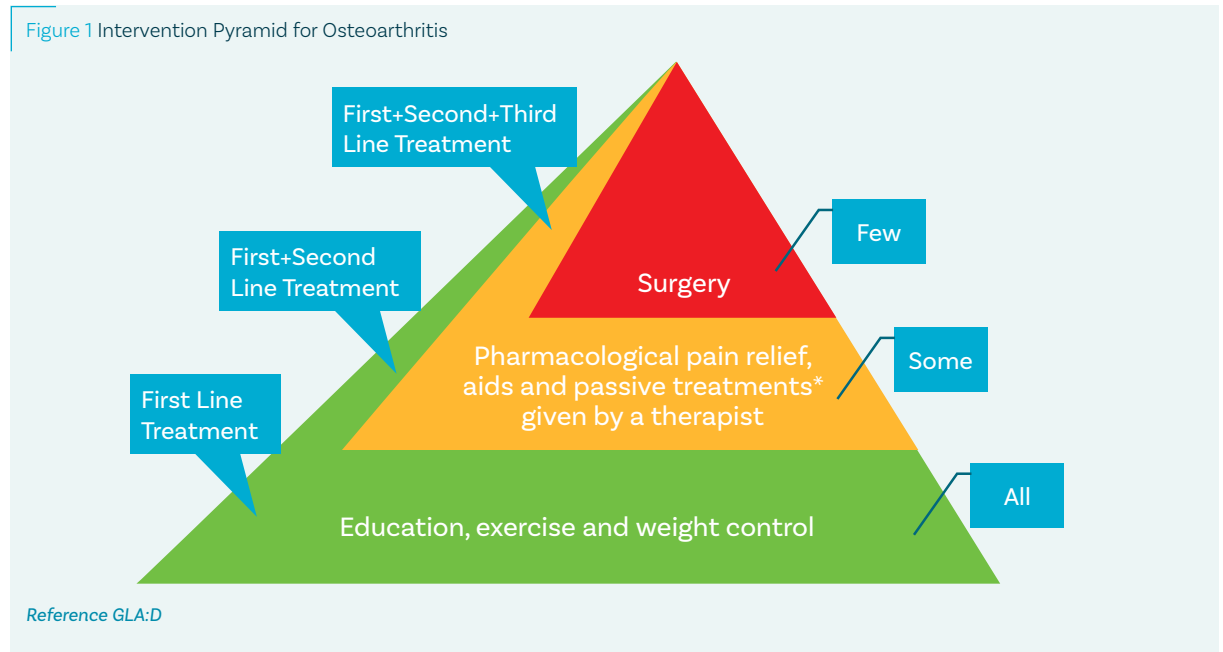 Figure 1 Intervention Pyramid for Osteoarthritis
First+Second+Third
Line Treatment
Few
First+Second
Line Treatment
Surgery
Some
Pharmacological pain relief,
aids and passive treatments*
given by a therapist
First Line
Treatment
All
Education, exercise and weight control
Reference GLA:D